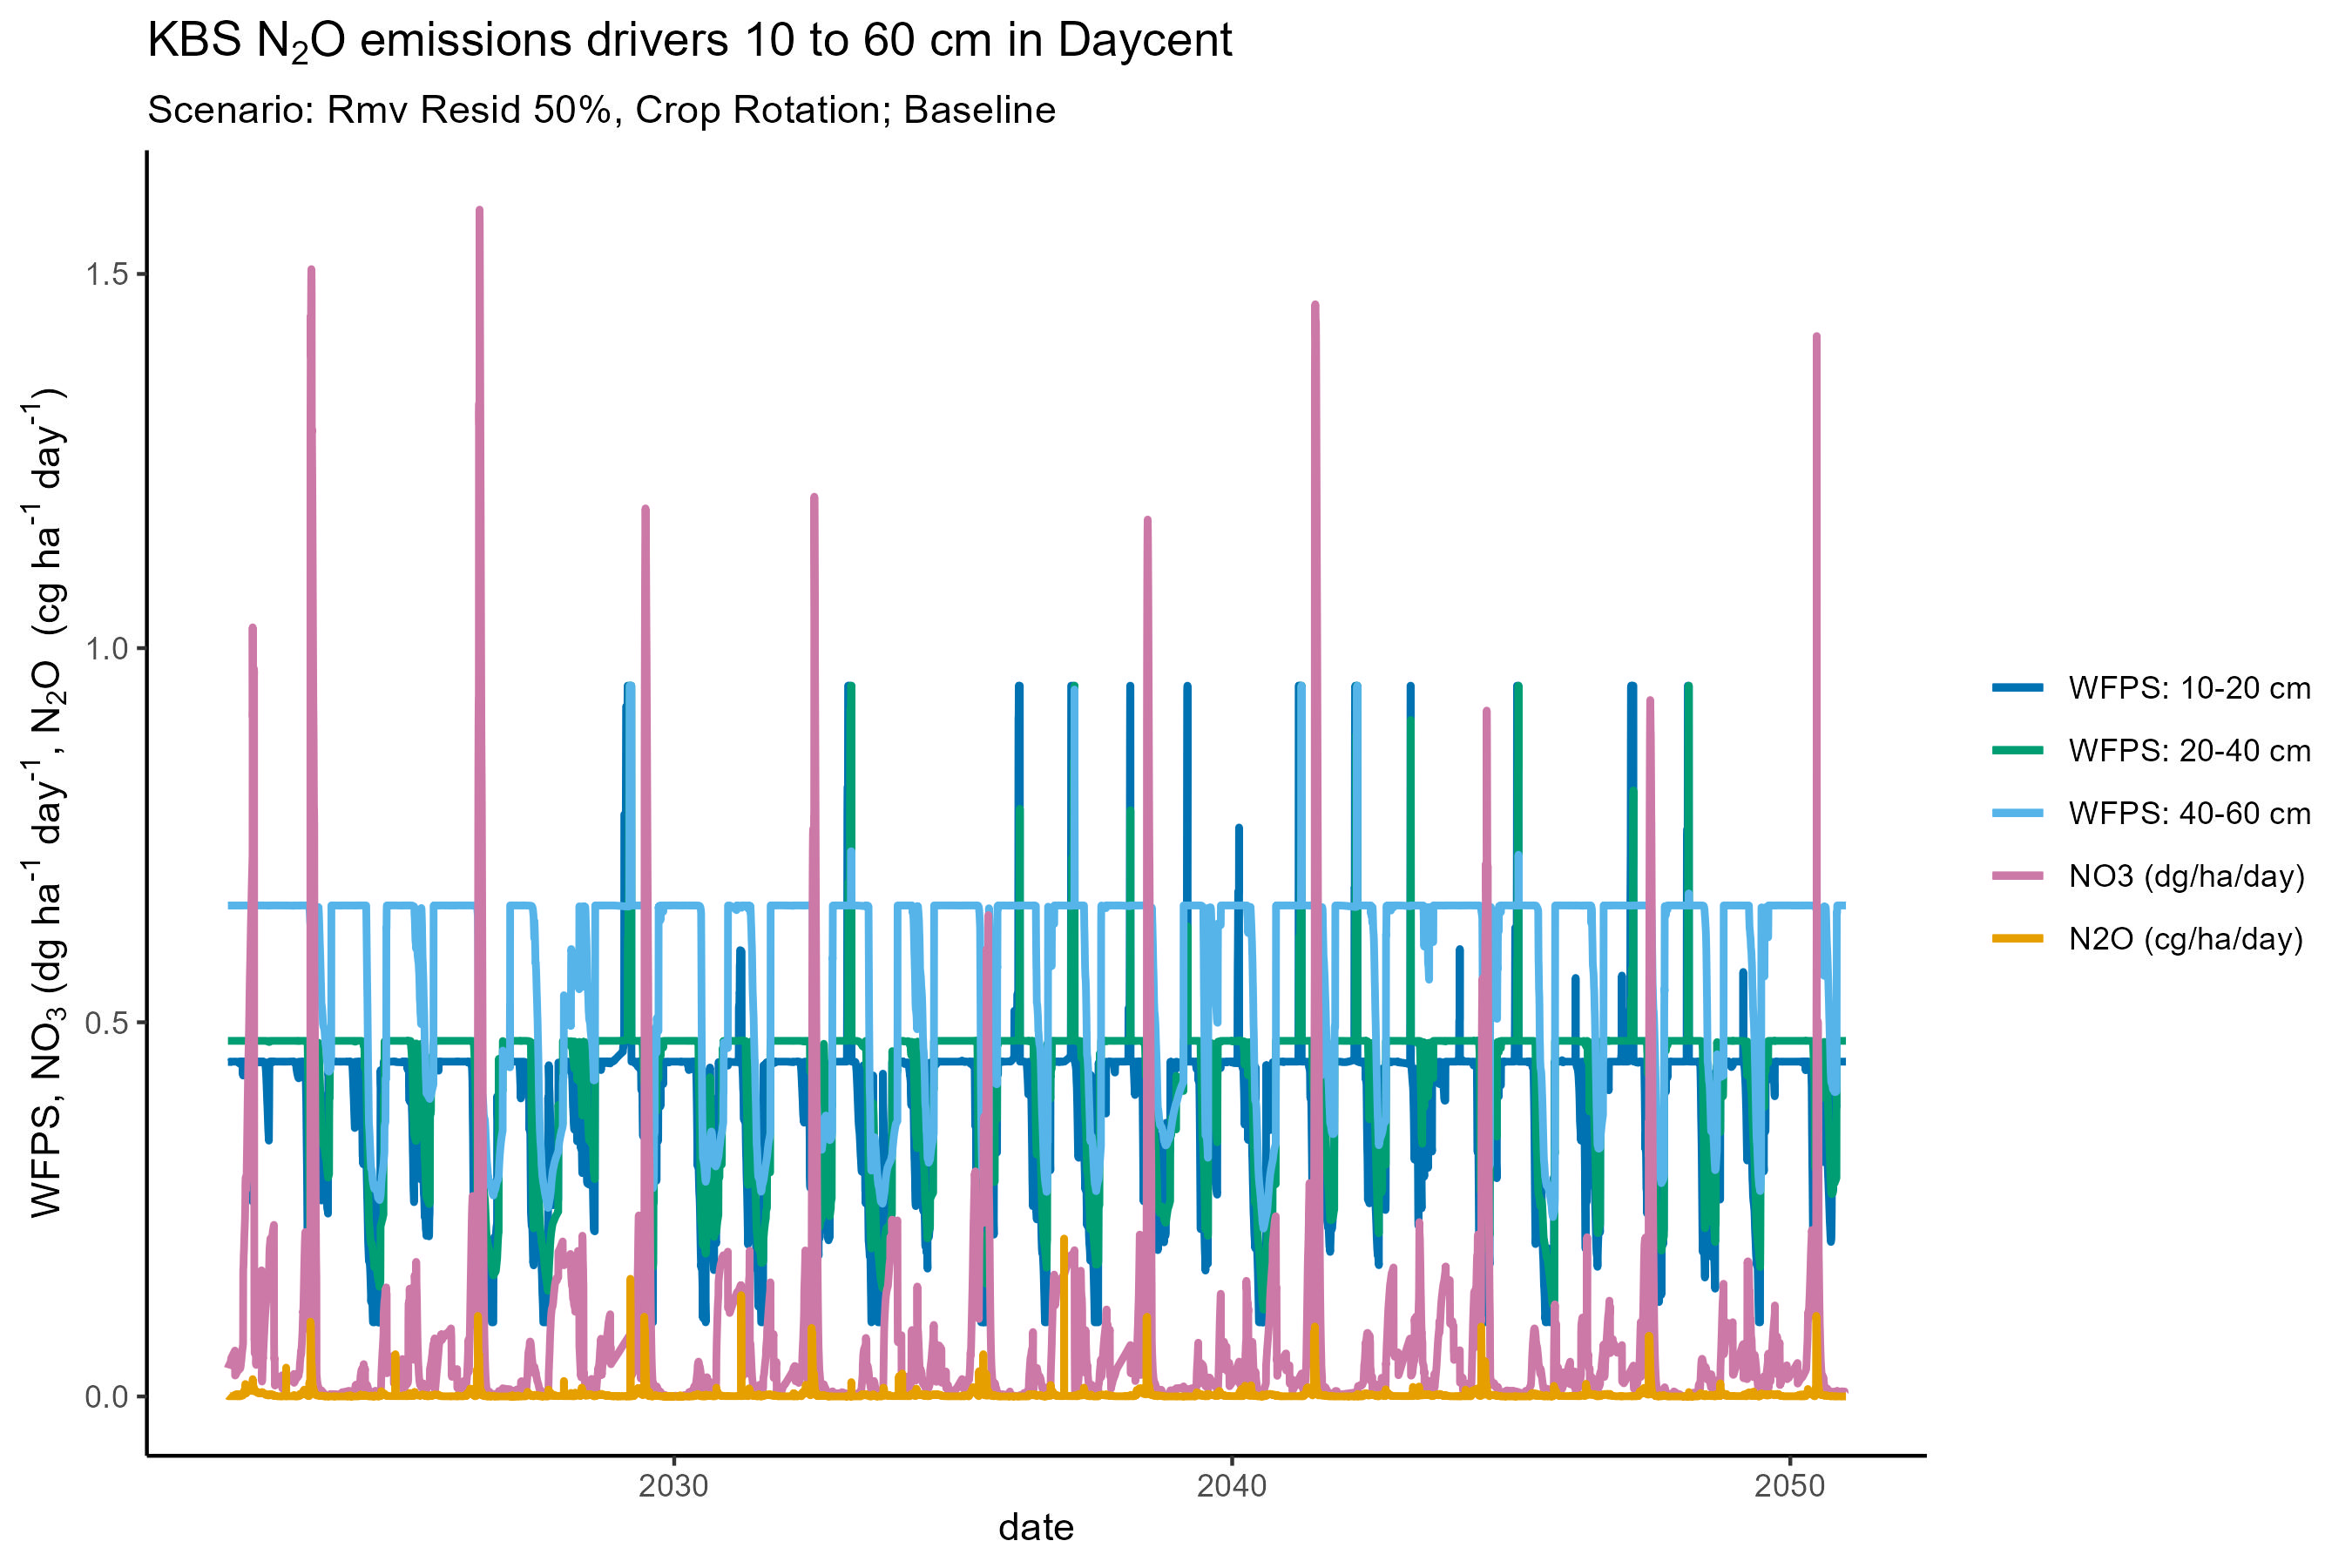 KBS N₂O emissions drivers 10 to 60 cm in Daycent
Scenario: Rmv Resid 50%, Crop Rotation; Baseline
WFPS, NO₃ (dg ha⁻¹ day⁻¹, N₂O (cg ha⁻¹ day⁻¹)
1.5
1.0
0.5
0.0
2030
2040
2050
date
WFPS: 10-20 cm
WFPS: 20-40 cm
WFPS: 40-60 cm
NO3 (dg/ha/day)
N2O (cg/ha/day)